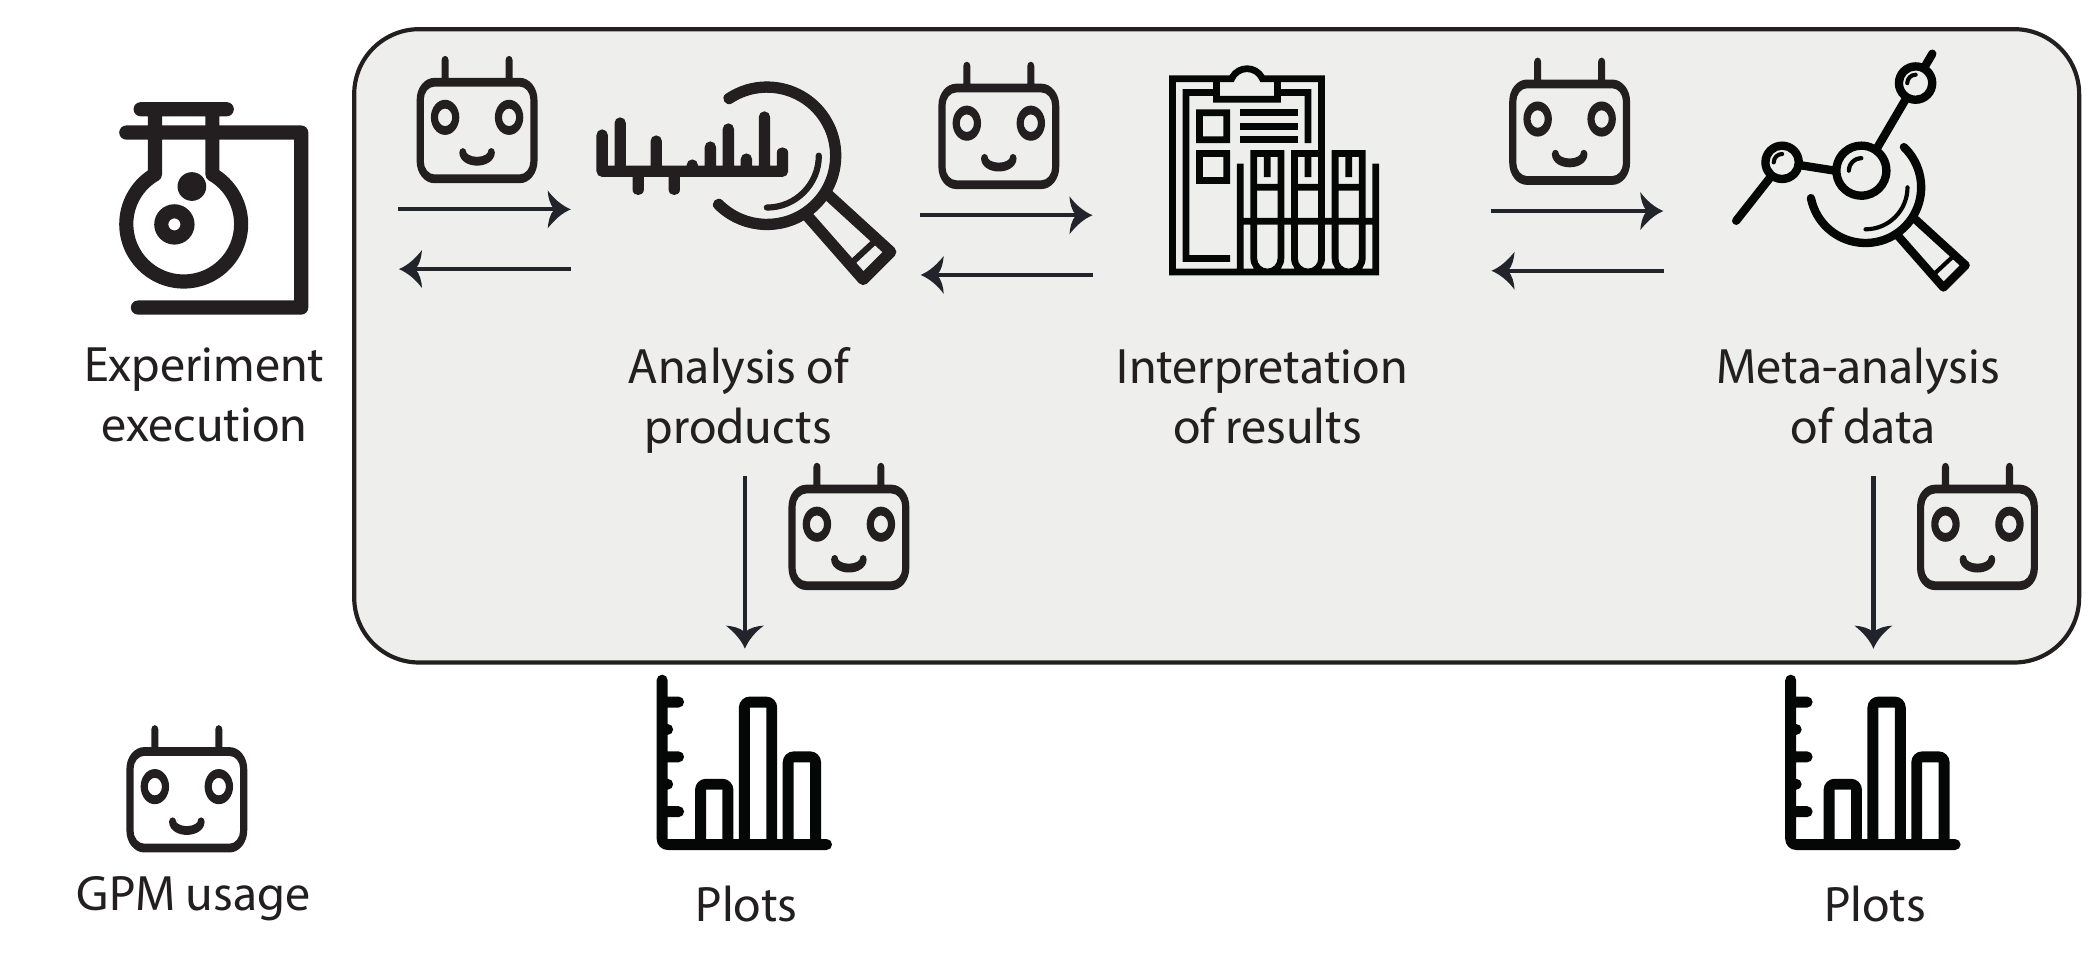 Experiment
execution
Analysis of
products
Interpretation
of results
Meta-analysis
of data
GPM usage
Plots
Plots